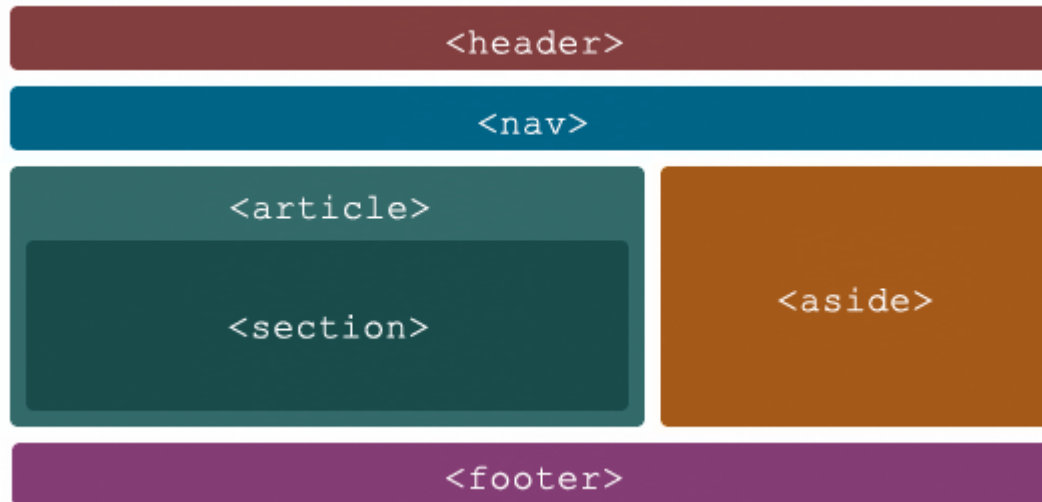 <header>
<nav>
<article>
<section>
<aside>
<footer>